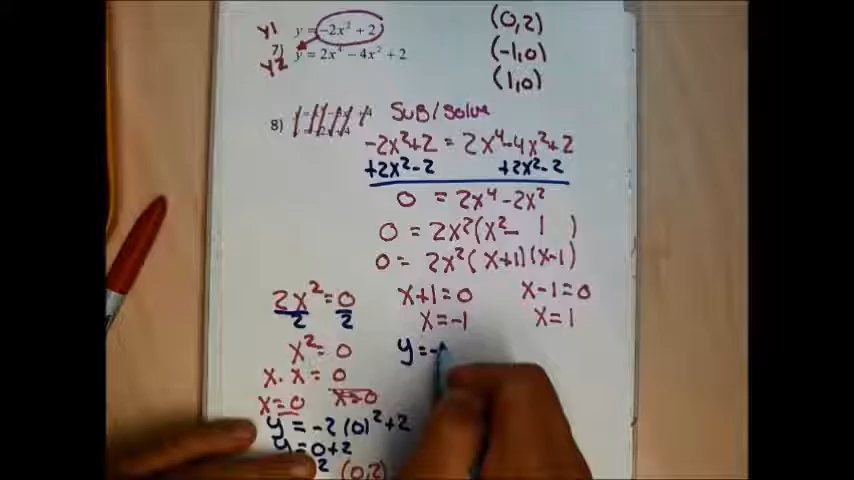 y1 y = -2x² + 2 (0,2)
7) (-1,0)
y2 y = 2x⁴ - 4x² + 2 (1,0)
8) Sub/Solve
-2x²+2 = 2x⁴-4x²+2
+2x²-2 +2x²-2
0 = 2x⁴-2x²
0 = 2x²(x²- 1 )
0 = 2x²(x+1)(x-1)
2x²=0 x+1=0 x-1=0
2 2 x=-1 x=1
x²=0 y=-
x·x=0
x=0 x=0
y=-2(0)²+2
y=0+2
2 (0,2)